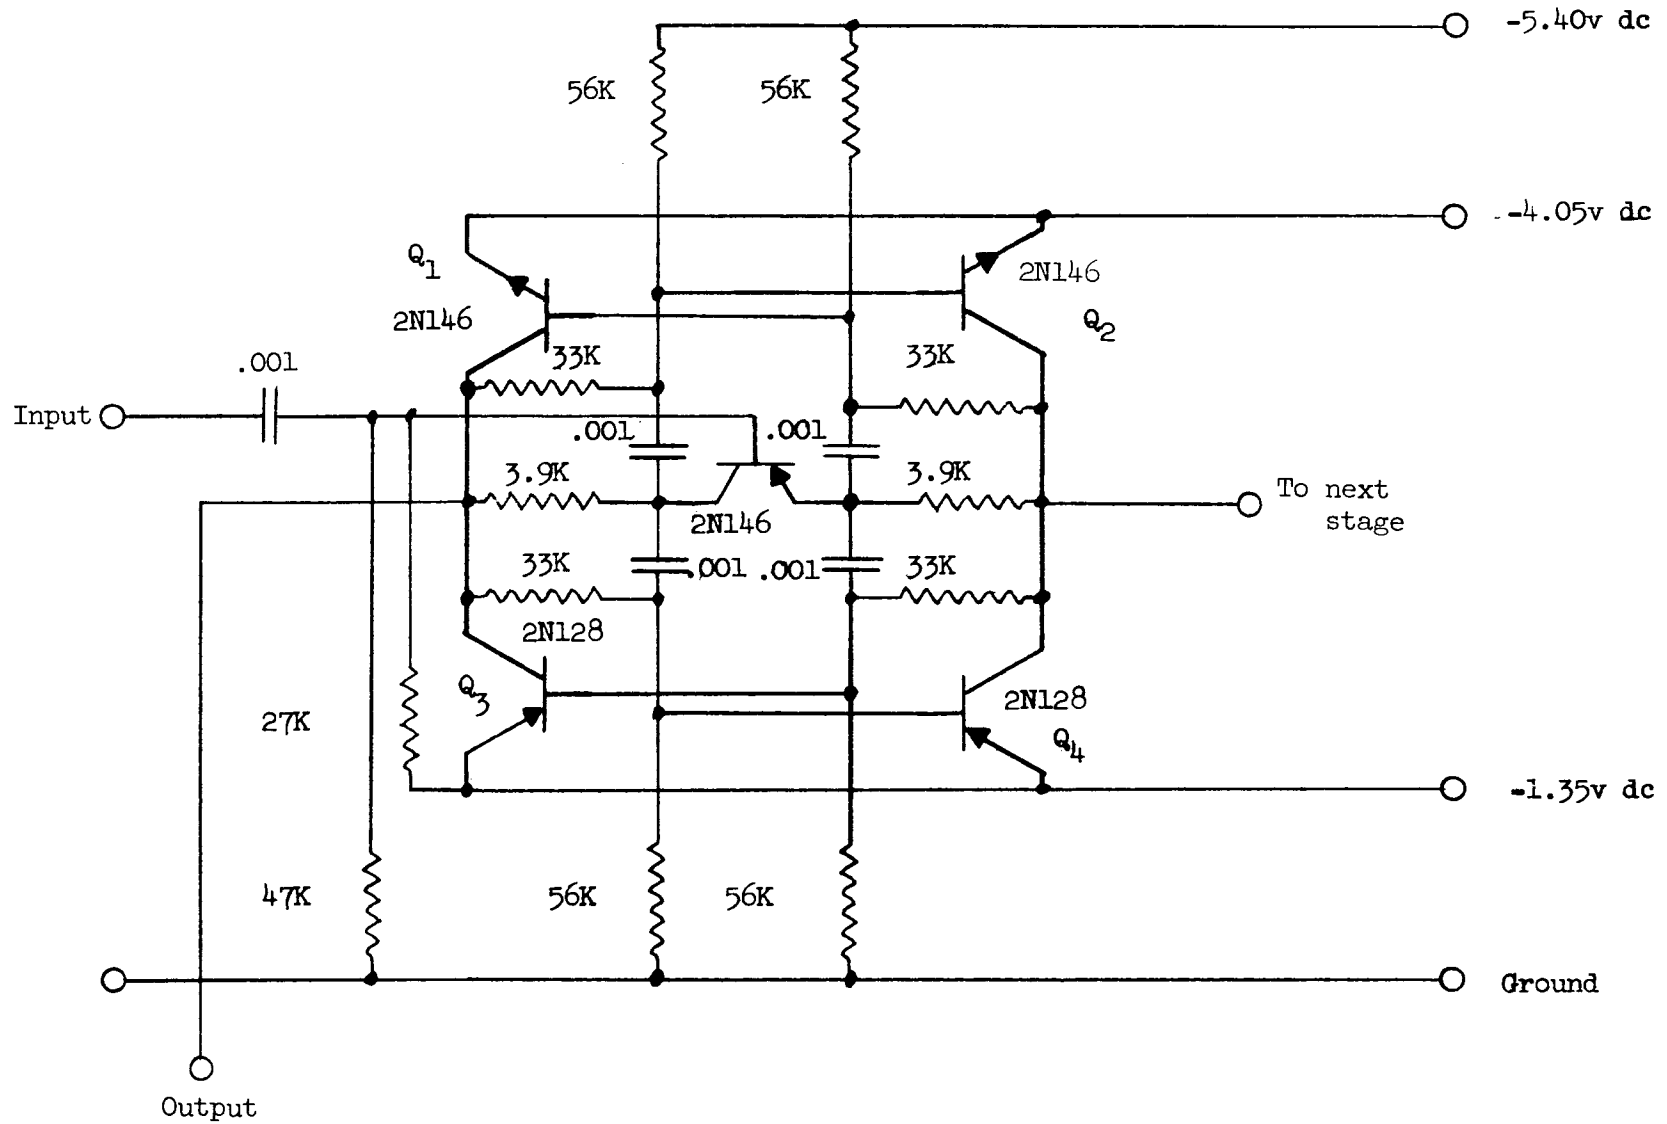 -5.40v dc
56K
56K
-4.05v dc
Q1
2N146
2N146
Q2
33K
33K
.001
Input
.001
.001
3.9K
3.9K
2N146
To next
stage
33K
.001
.001
33K
2N128
Q3
2N128
Q4
27K
-1.35v dc
47K
56K
56K
Ground
Output